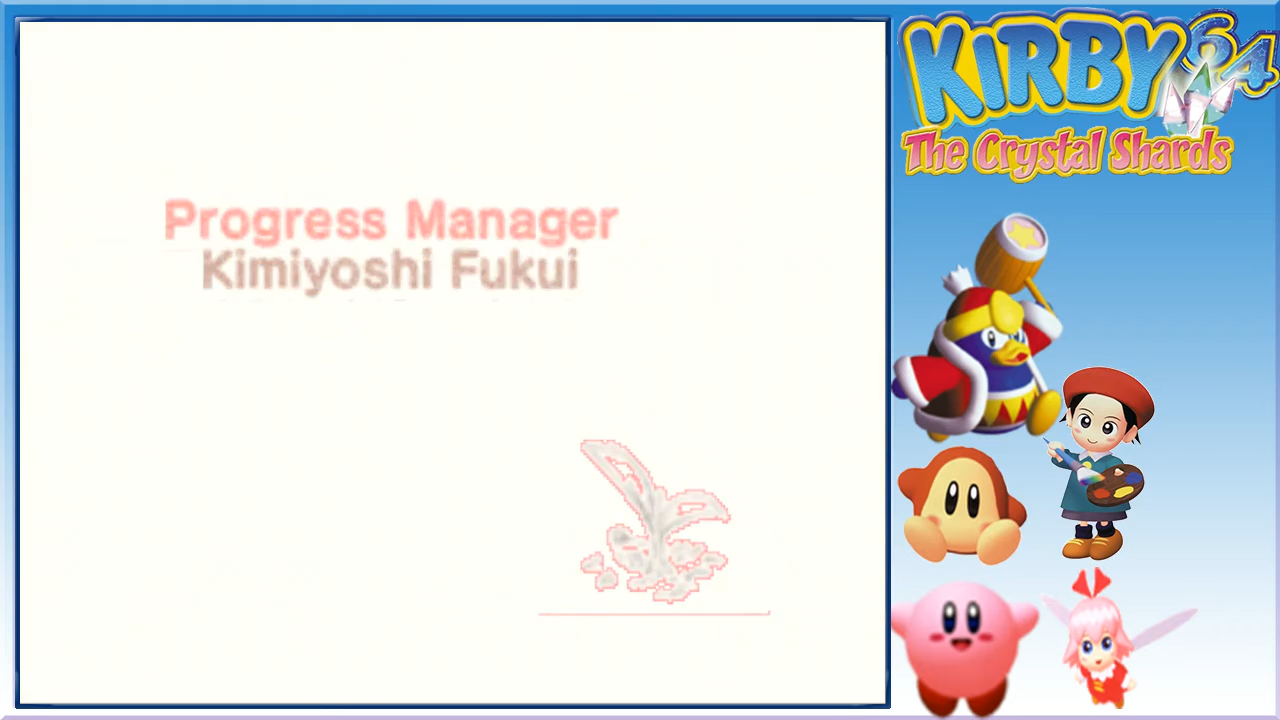 Progress Manager
Kimiyoshi Fukui
KIRBY 64
The Crystal Shards